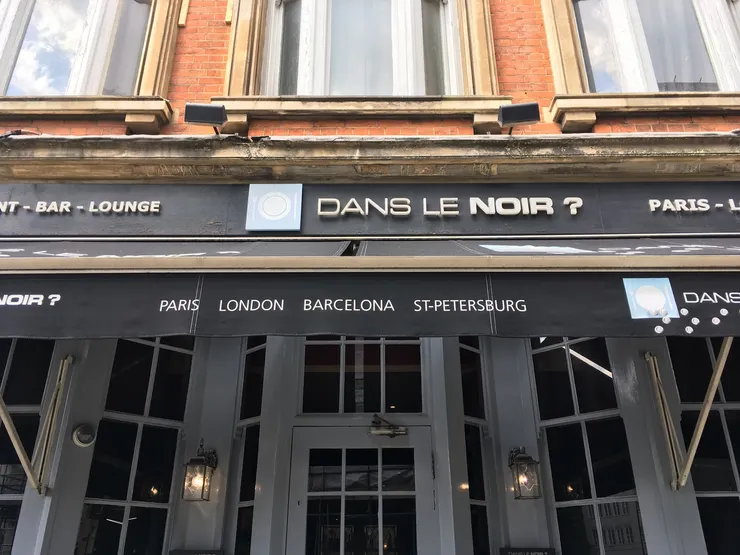 NT - BAR - LOUNGE
DANS LE NOIR ?
PARIS - L
NOIR ?
PARIS LONDON BARCELONA ST-PETERSBURG
DANS